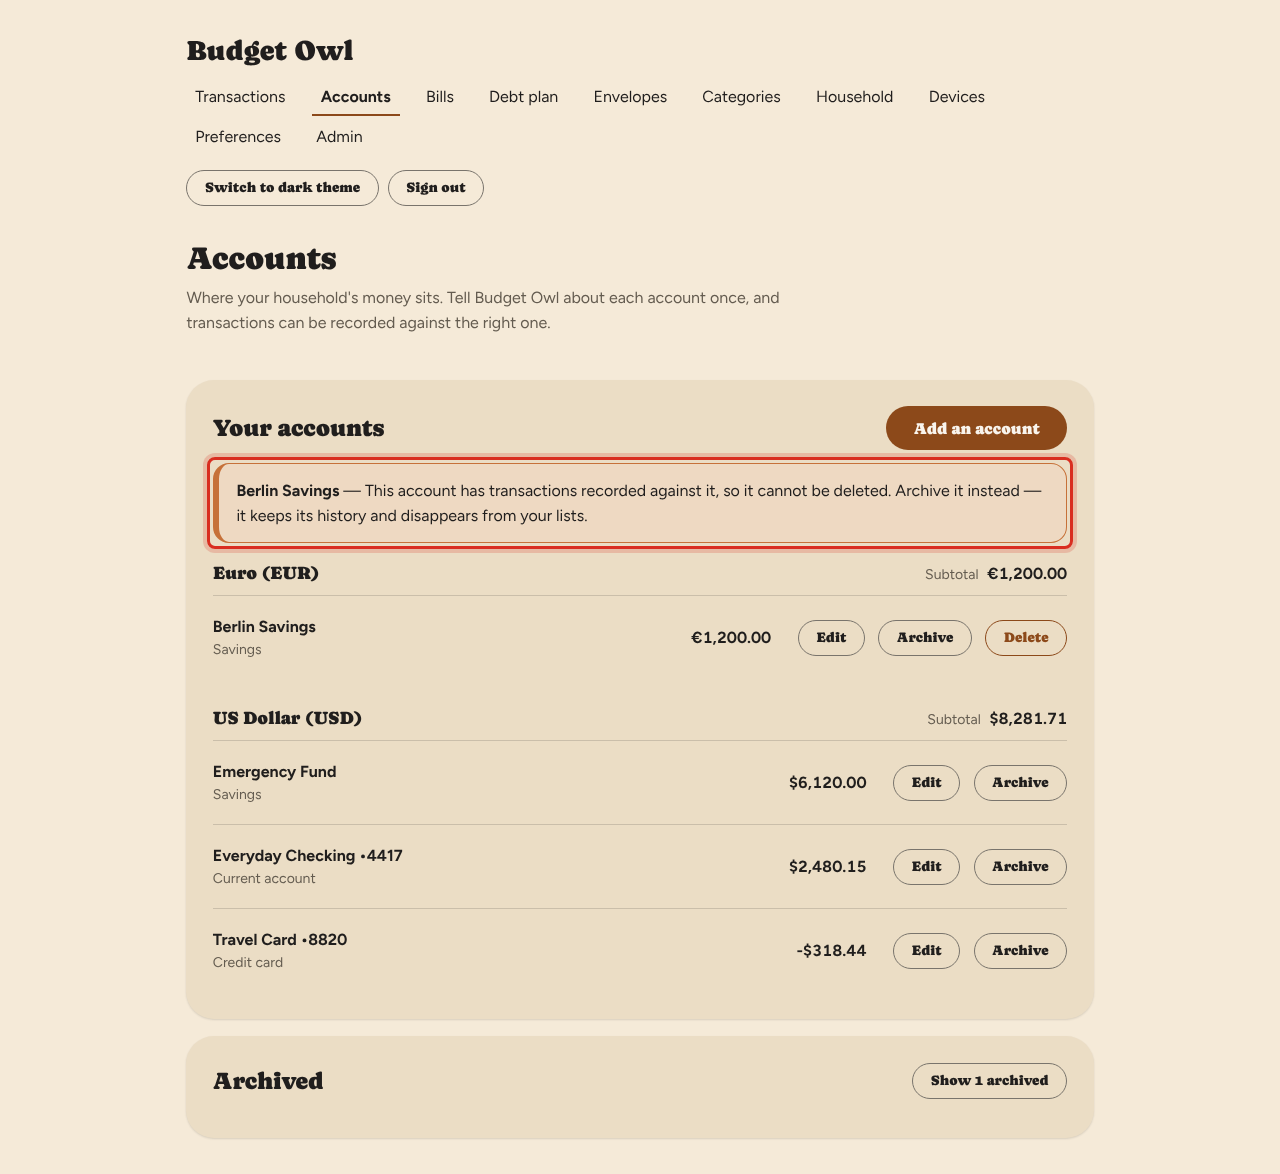 Budget Owl
Transactions Accounts Bills Debt plan Envelopes Categories Household Devices
Preferences Admin
Switch to dark theme Sign out
Accounts
Where your household's money sits. Tell Budget Owl about each account once, and
transactions can be recorded against the right one.
Your accounts Add an account
Berlin Savings — This account has transactions recorded against it, so it cannot be deleted. Archive it instead —
it keeps its history and disappears from your lists.
Euro (EUR) Subtotal €1,200.00
Berlin Savings
Savings
€1,200.00 Edit Archive Delete
US Dollar (USD) Subtotal $8,281.71
Emergency Fund
Savings
$6,120.00 Edit Archive
Everyday Checking •4417
Current account
$2,480.15 Edit Archive
Travel Card •8820
Credit card
-$318.44 Edit Archive
Archived Show 1 archived